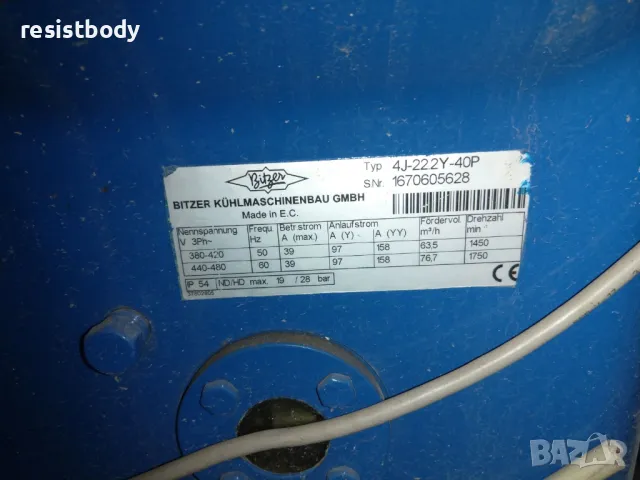 resistbody
Bitzer
Typ 4J-22.2Y-40P
S.Nr. 1670605628
BITZER KÜHLMASCHINENBAU GMBH
Made in E.C.
Nennspannung Frequ Betr.strom Anlaufstrom Fördervol. Drehzahl
V 3Ph~ Hz A (max.) A (Y) A (YY) m³/h min
380-420 50 39 97 158 63,5 1450
440-480 60 39 97 158 76,7 1750
IP 54 ND/HD max. 19 / 28 bar
CE
BAZAR
bg